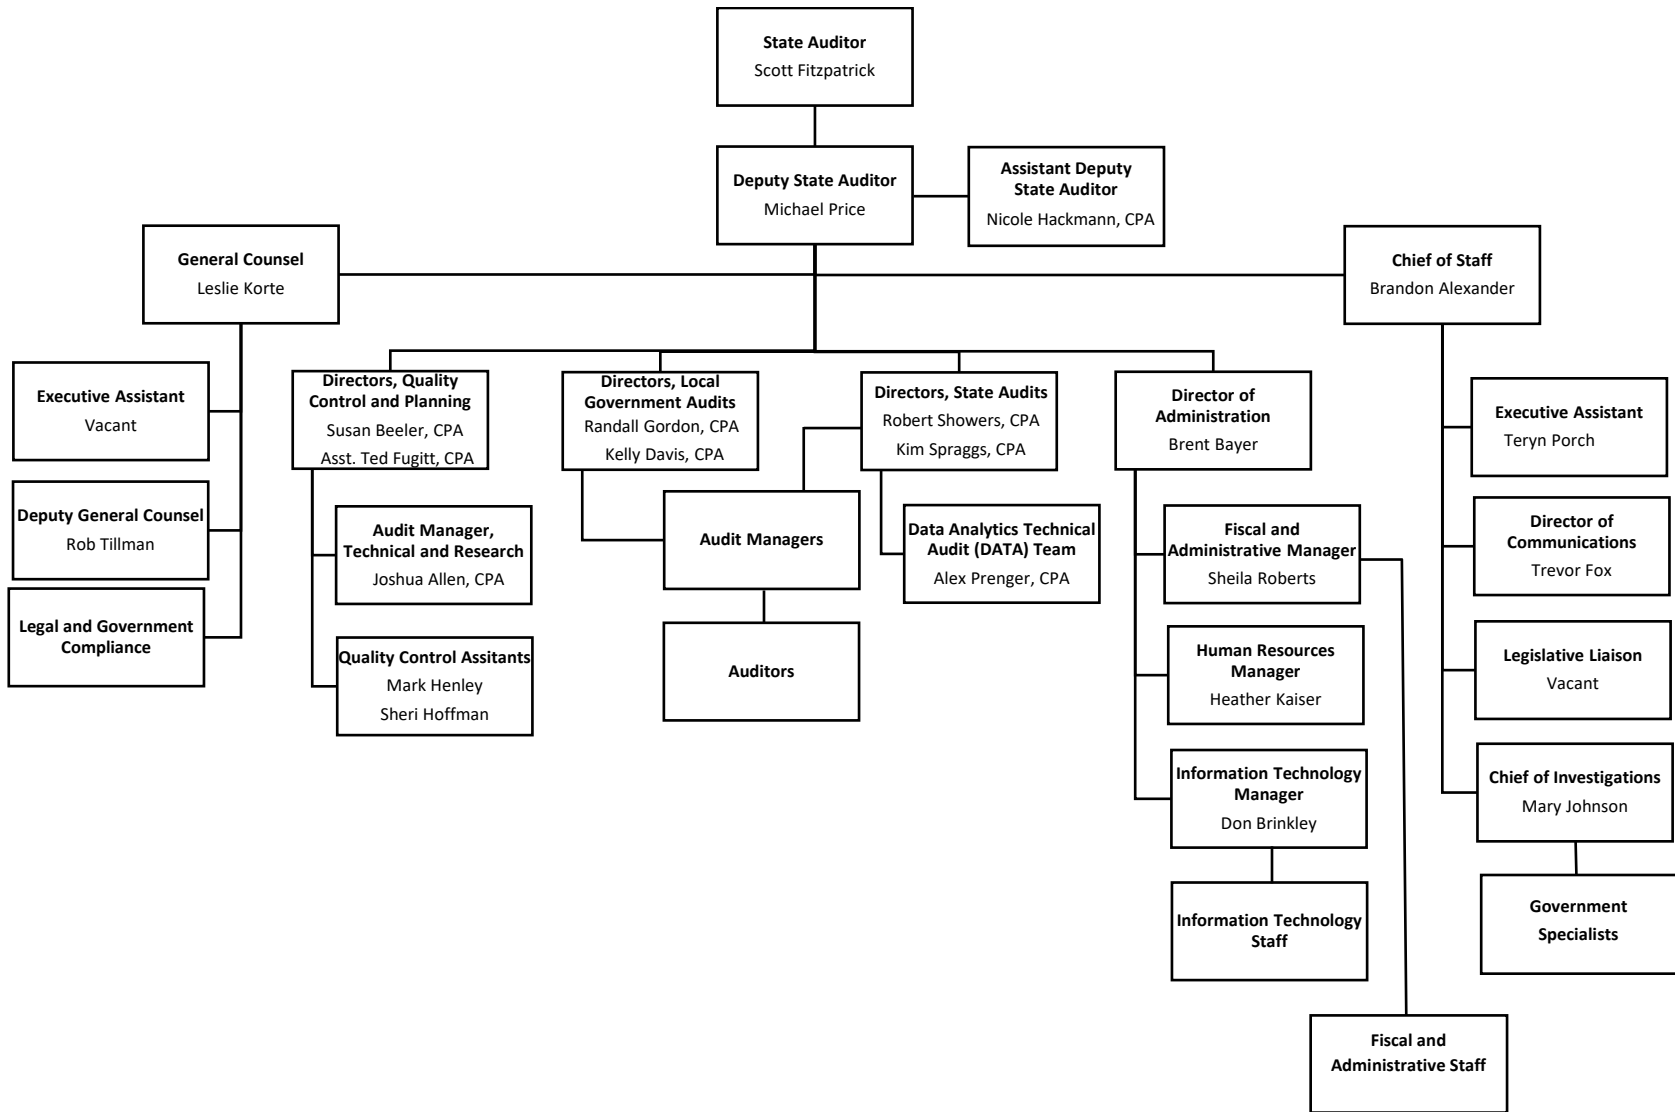 State Auditor
Scott Fitzpatrick
Deputy State Auditor
Michael Price
Assistant Deputy
State Auditor
Nicole Hackmann, CPA
General Counsel
Leslie Korte
Chief of Staff
Brandon Alexander
Executive Assistant
Vacant
Deputy General Counsel
Rob Tillman
Legal and Government
Compliance
Directors, Quality
Control and Planning
Susan Beeler, CPA
Asst. Ted Fugitt, CPA
Audit Manager,
Technical and Research
Joshua Allen, CPA
Quality Control Assitants
Mark Henley
Sheri Hoffman
Directors, Local
Government Audits
Randall Gordon, CPA
Kelly Davis, CPA
Audit Managers
Auditors
Directors, State Audits
Robert Showers, CPA
Kim Spraggs, CPA
Data Analytics Technical
Audit (DATA) Team
Alex Prenger, CPA
Director of
Administration
Brent Bayer
Fiscal and
Administrative Manager
Sheila Roberts
Human Resources
Manager
Heather Kaiser
Information Technology
Manager
Don Brinkley
Information Technology
Staff
Fiscal and
Administrative Staff
Executive Assistant
Teryn Porch
Director of
Communications
Trevor Fox
Legislative Liaison
Vacant
Chief of Investigations
Mary Johnson
Government
Specialists